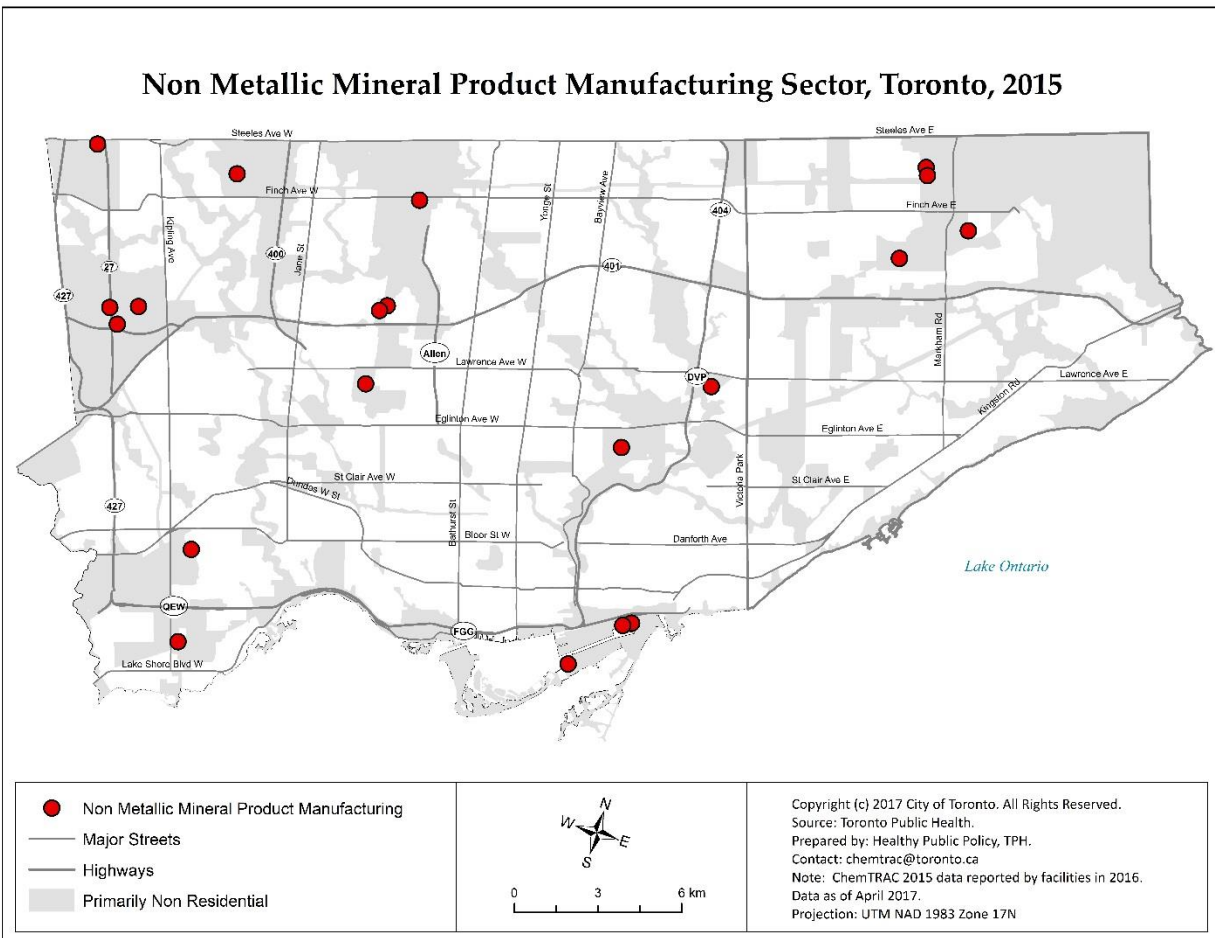 Non Metallic Mineral Product Manufacturing Sector, Toronto, 2015
Steeles Ave W
Steeles Ave E
Finch Ave W
Finch Ave E
Kipling Ave
Jane St
Yonge St
Bayview Ave
404
400
401
27
427
Allen
Lawrence Ave W
Markham Rd
DVP
Lawrence Ave E
Kingston Rd
Eglinton Ave W
Eglinton Ave E
St Clair Ave W
St Clair Ave E
Victoria Park
Dundas W St
427
Bathurst St
Bloor St W
Danforth Ave
Lake Ontario
QEW
FGG
Lake Shore Blvd W
Non Metallic Mineral Product Manufacturing
Major Streets
Highways
Primarily Non Residential
N
W
E
S
0 3 6 km
Copyright (c) 2017 City of Toronto. All Rights Reserved.
Source: Toronto Public Health.
Prepared by: Healthy Public Policy, TPH.
Contact: chemtrac@toronto.ca
Note: ChemTRAC 2015 data reported by facilities in 2016.
Data as of April 2017.
Projection: UTM NAD 1983 Zone 17N